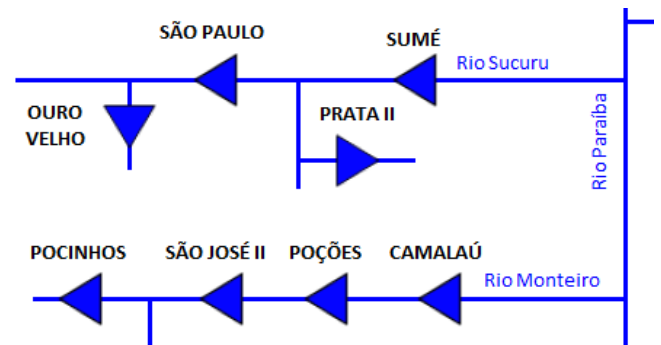 SÃO PAULO
SUMÉ
Rio Sucuru
OURO
VELHO
PRATA II
Rio Paraíba
POCINHOS
SÃO JOSÉ II
POÇÕES
CAMALAÚ
Rio Monteiro